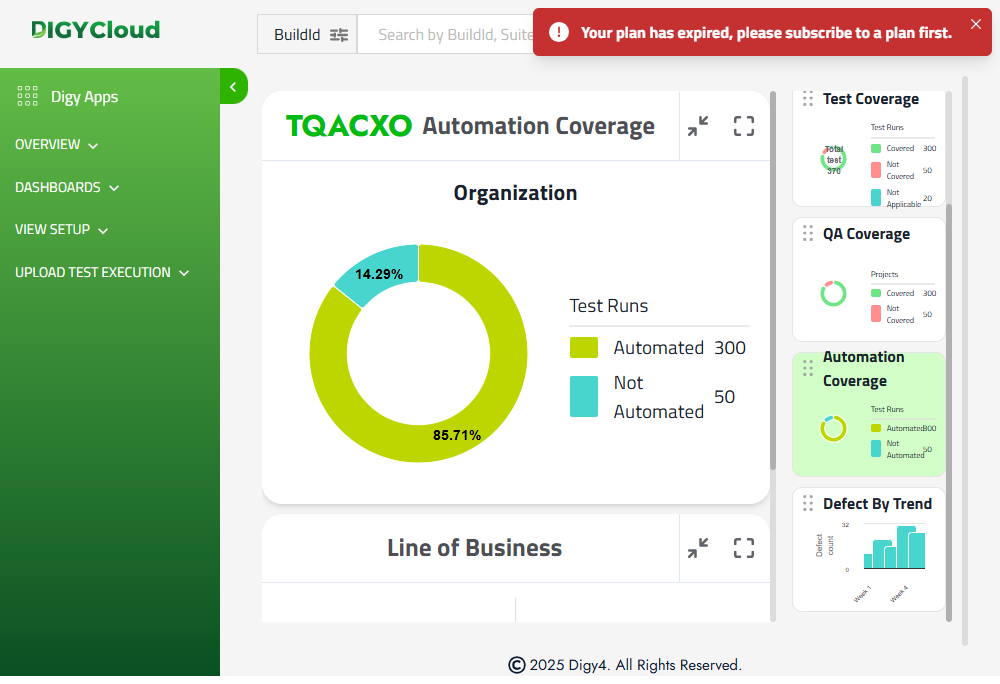 DIGYCloud
BuildId
Search by BuildId, Suite
Your plan has expired, please subscribe to a plan first.
Digy Apps
OVERVIEW
DASHBOARDS
VIEW SETUP
UPLOAD TEST EXECUTION
TQACXO Automation Coverage
Organization
14.29%
85.71%
Test Runs
Automated 300
Not
Automated
50
Line of Business
Test Coverage
Total
test
370
Test Runs
Covered 300
Not
Covered
50
Not
Applicable
20
QA Coverage
Projects
Covered 300
Not
Covered
50
Automation
Coverage
Test Runs
Automated 300
Not
Automated
50
Defect By Trend
Defect
count
32
0
Week 1
Week 4
© 2025 Digy4. All Rights Reserved.